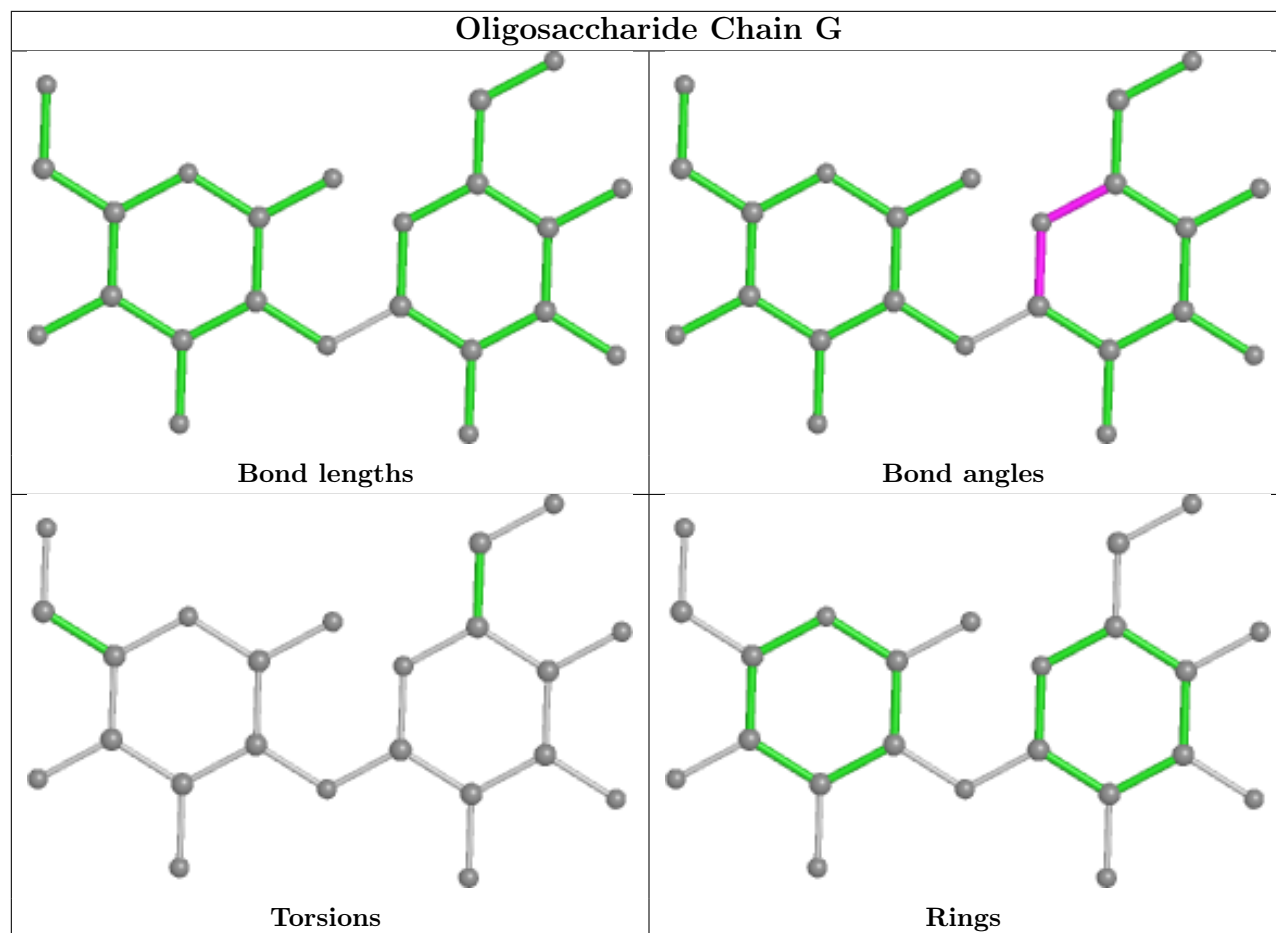 Oligosaccharide Chain G
Bond lengths
Bond angles
Torsions
Rings